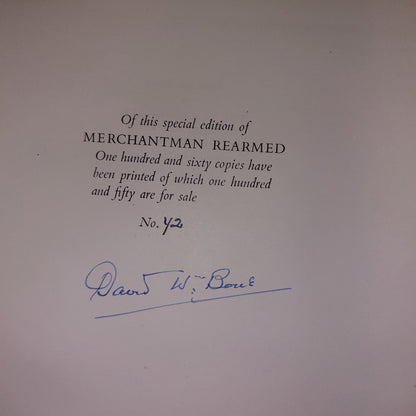 Of this special edition of
MERCHANTMAN REARMED
One hundred and sixty copies have
been printed of which one hundred
and fifty are for sale
No. 42
David Wm Bone